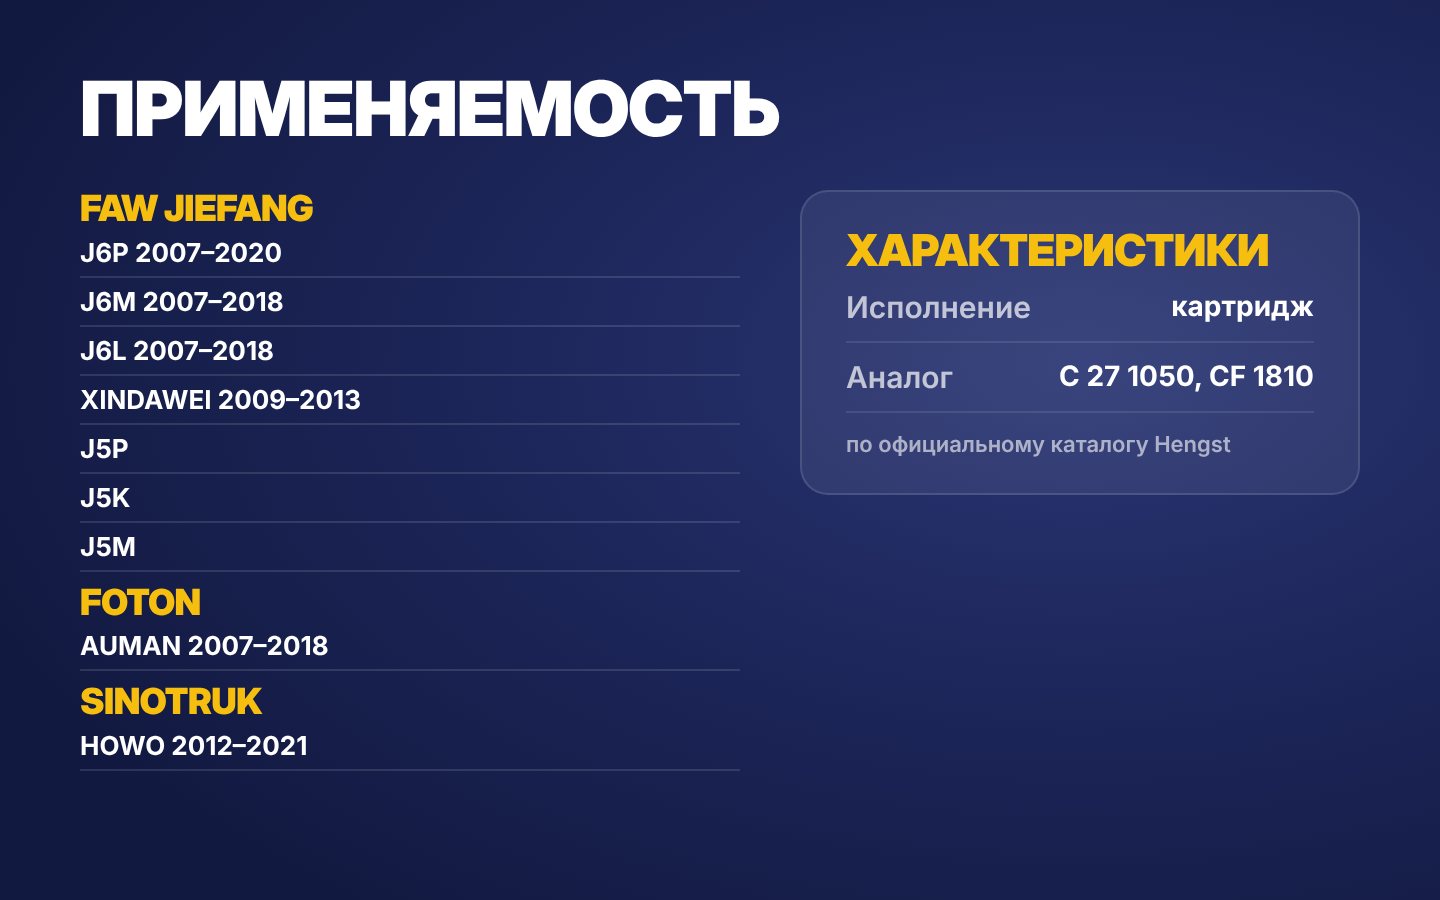 ПРИМЕНЯЕМОСТЬ
FAW JIEFANG
J6P 2007–2020
J6M 2007–2018
J6L 2007–2018
XINDAWEI 2009–2013
J5P
J5K
J5M
FOTON
AUMAN 2007–2018
SINOTRUK
HOWO 2012–2021
ХАРАКТЕРИСТИКИ
Исполнение картридж
Аналог C 27 1050, CF 1810
по официальному каталогу Hengst